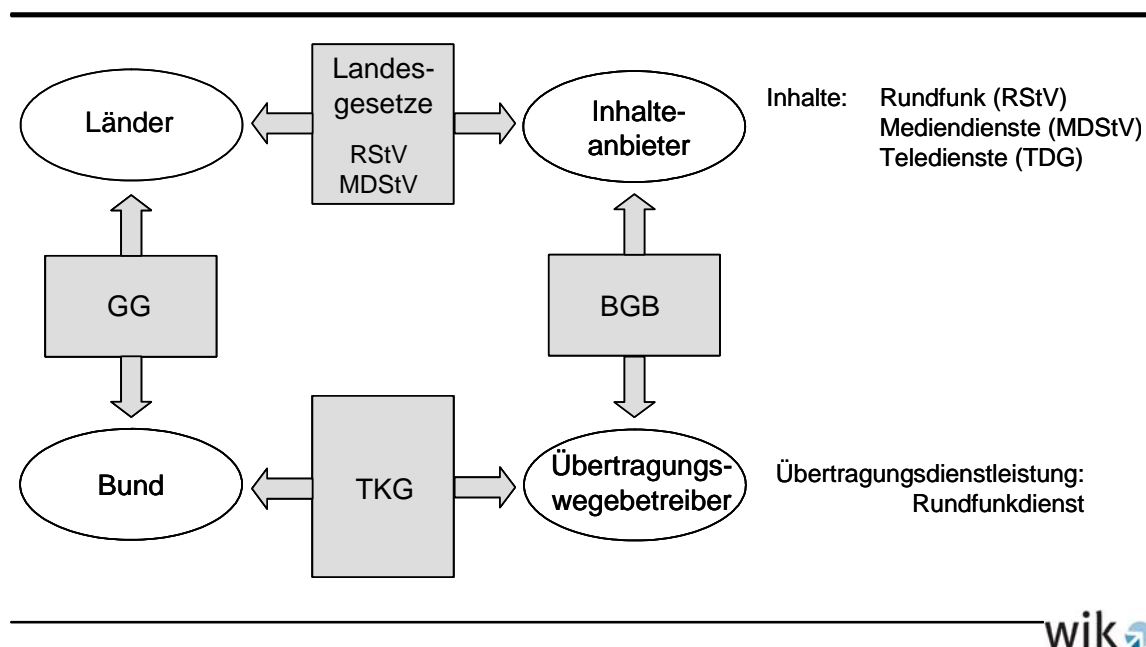 Länder
Landes-
gesetze
RStV
MDStV
Inhalte-
anbieter
Inhalte: Rundfunk (RStV)
Mediendienste (MDStV)
Teledienste (TDG)
GG
BGB
Bund
TKG
Übertragungs-
wegebetreiber
Übertragungsdienstleistung:
Rundfunkdienst
wik